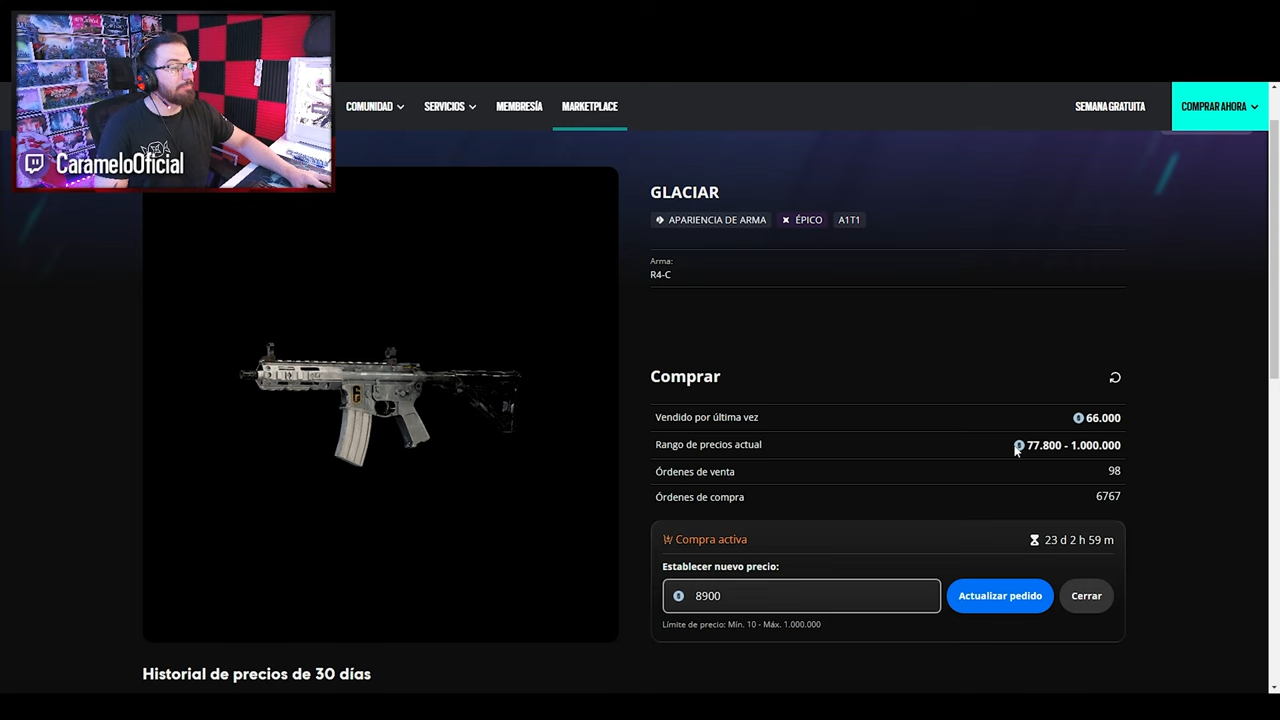 CarameloOficial
COMUNIDAD
SERVICIOS
MEMBRESÍA
MARKETPLACE
SEMANA GRATUITA
COMPRAR AHORA
GLACIAR
APARIENCIA DE ARMA
ÉPICO
A1T1
Arma:
R4-C
Comprar
Vendido por última vez
66.000
Rango de precios actual
77.800 - 1.000.000
Órdenes de venta
98
Órdenes de compra
6767
Compra activa
23 d 2 h 59 m
Establecer nuevo precio:
8900
Actualizar pedido
Cerrar
Límite de precio: Mín. 10 - Máx. 1.000.000
Historial de precios de 30 días